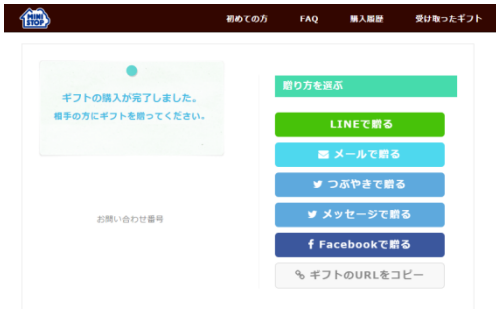 MINI
STOP
初めての方
FAQ
購入履歴
受け取ったギフト
ギフトの購入が完了しました。
相手の方にギフトを贈ってください。
お問い合わせ番号
贈り方を選ぶ
LINEで贈る
メールで贈る
つぶやきで贈る
メッセージで贈る
Facebookで贈る
ギフトのURLをコピー